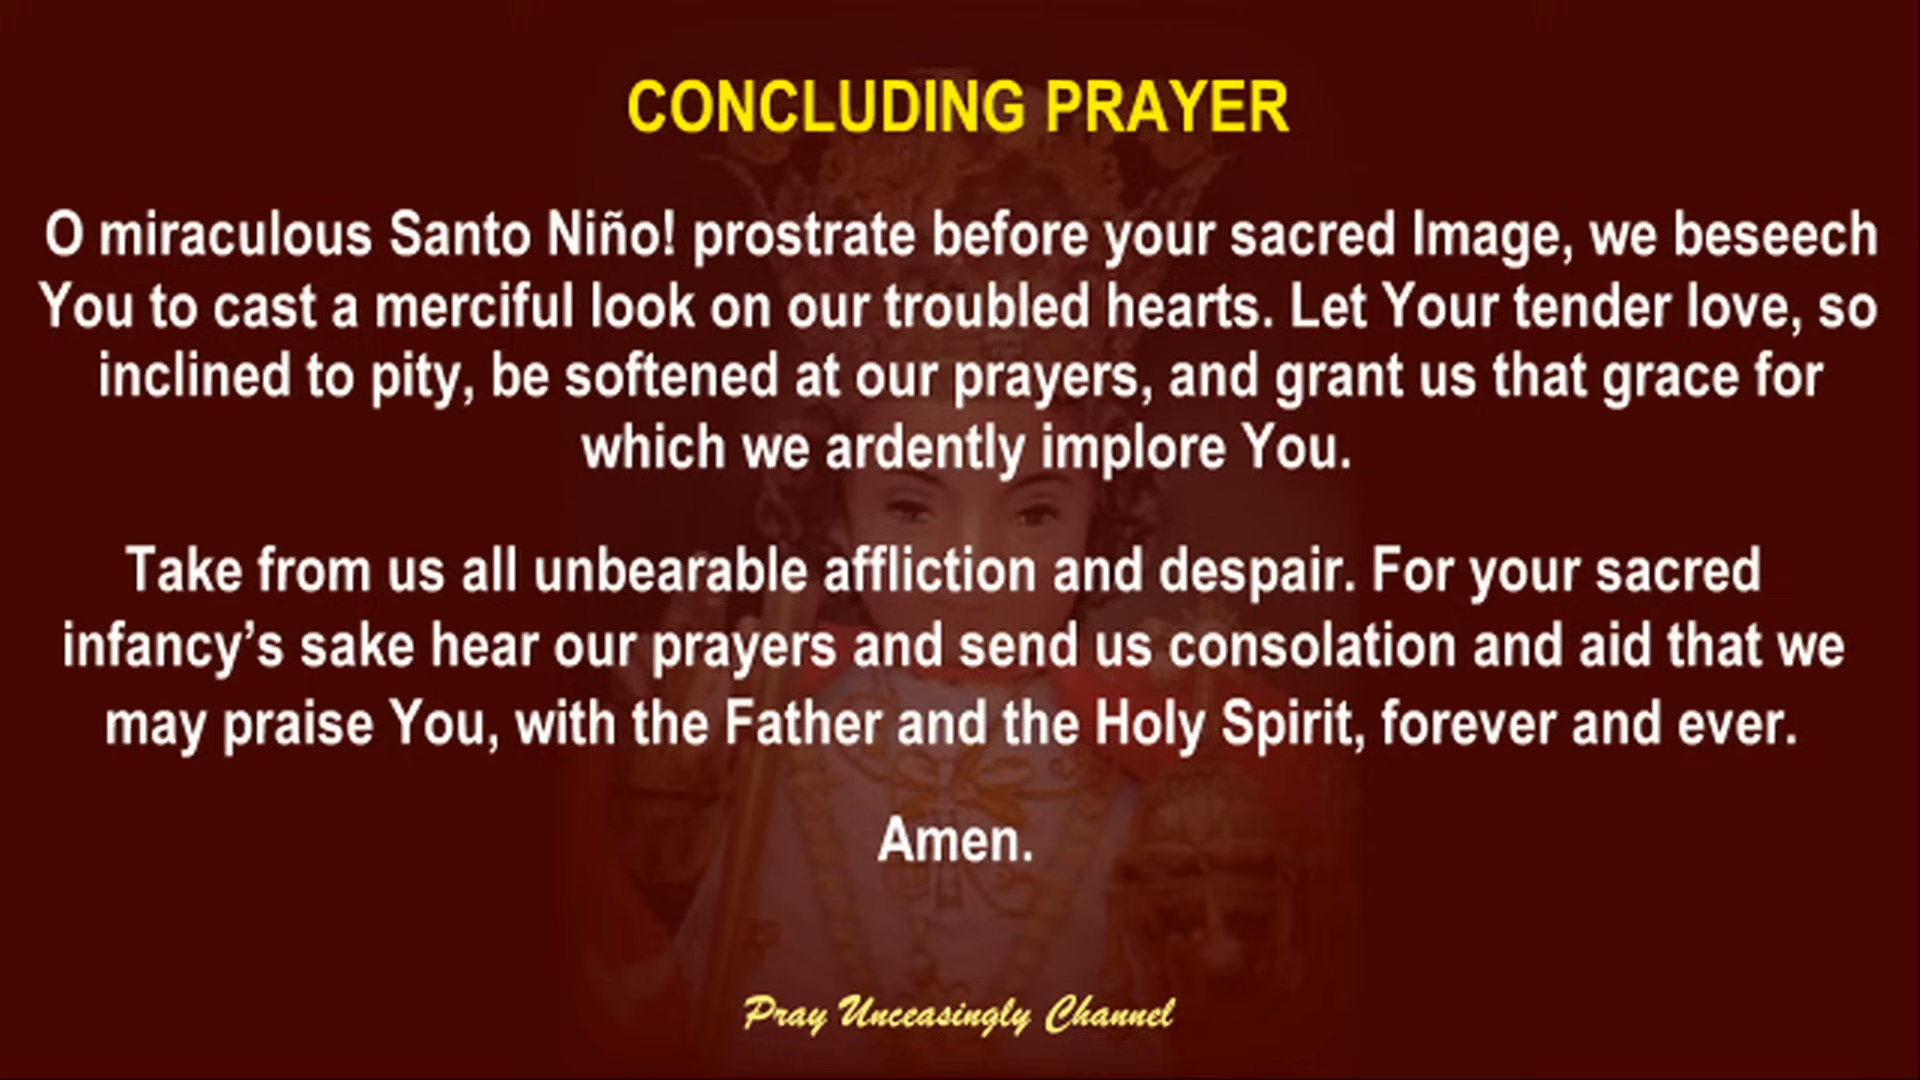 CONCLUDING PRAYER
O miraculous Santo Niño! prostrate before your sacred Image, we beseech
You to cast a merciful look on our troubled hearts. Let Your tender love, so
inclined to pity, be softened at our prayers, and grant us that grace for
which we ardently implore You.
Take from us all unbearable affliction and despair. For your sacred
infancy’s sake hear our prayers and send us consolation and aid that we
may praise You, with the Father and the Holy Spirit, forever and ever.
Amen.
Pray Unceasingly Channel